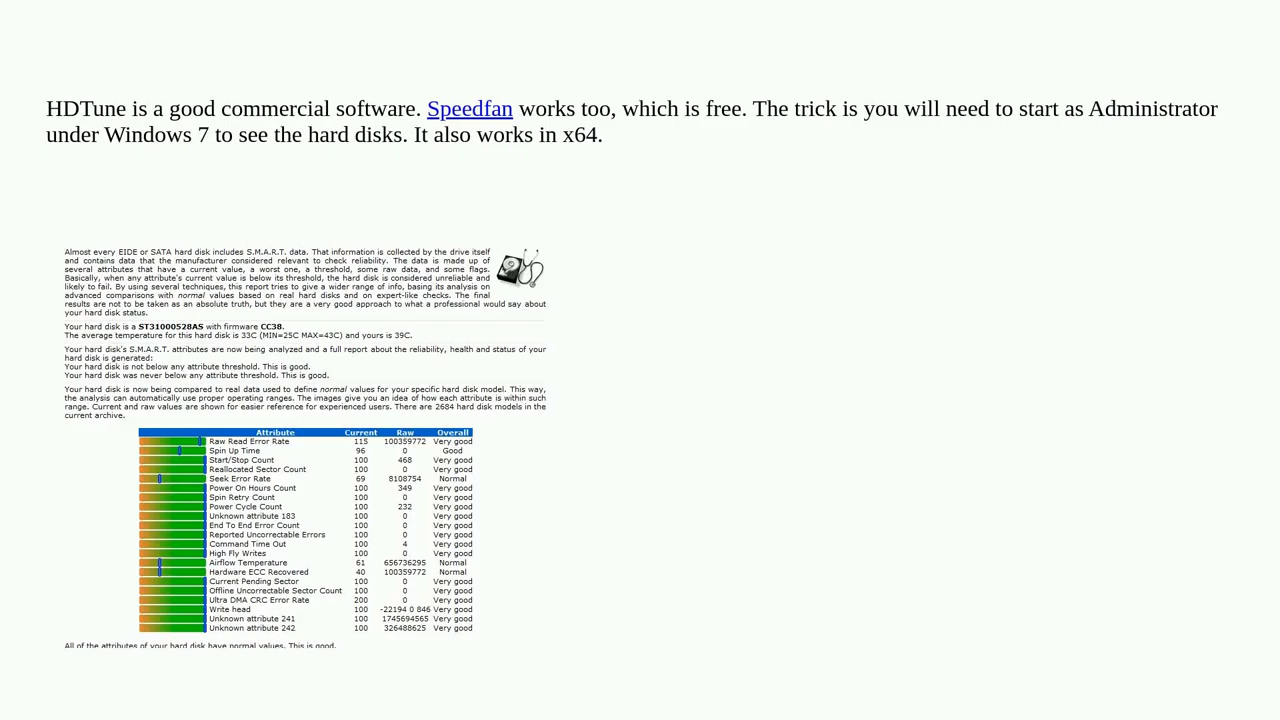 HDTune is a good commercial software. Speedfan works too, which is free. The trick is you will need to start as Administrator
under Windows 7 to see the hard disks. It also works in x64.
Almost every EIDE or SATA hard disk includes S.M.A.R.T. data. That information is collected by the drive itself
and contains data that the manufacturer considered relevant to check reliability. The data is made up of
several attributes that have a current value, a worst one, a threshold, some raw data, and some flags.
Basically, when any attribute's current value is below its threshold, the hard disk is considered unreliable and
likely to fail. By using several techniques, this report tries to give a wider range of info, basing its analysis on
advanced comparisons with normal values based on real hard disks and on expert-like checks. The final
results are not to be taken as an absolute truth, but they are a very good approach to what a professional would say about
your hard disk status.
Your hard disk is a ST31000528AS with firmware CC38.
The average temperature for this hard disk is 33C (MIN=25C MAX=43C) and yours is 39C.
Your hard disk's S.M.A.R.T. attributes are now being analyzed and a full report about the reliability, health and status of your
hard disk is generated:
Your hard disk is not below any attribute threshold. This is good.
Your hard disk was never below any attribute threshold. This is good.
Your hard disk is now being compared to real data used to define normal values for your specific hard disk model. This way,
the analysis can automatically use proper operating ranges. The images give you an idea of how each attribute is within such
range. Current and raw values are shown for easier reference for experienced users. There are 2684 hard disk models in the
current archive.
Attribute Current Raw Overall
Raw Read Error Rate 115 100359772 Very good
Spin Up Time 96 0 Good
Start/Stop Count 100 468 Very good
Reallocated Sector Count 100 0 Very good
Seek Error Rate 69 8108754 Normal
Power On Hours Count 100 349 Very good
Spin Retry Count 100 0 Very good
Power Cycle Count 100 232 Very good
Unknown attribute 183 100 0 Very good
End To End Error Count 100 0 Very good
Reported Uncorrectable Errors 100 0 Very good
Command Time Out 100 4 Very good
High Fly Writes 100 0 Very good
Airflow Temperature 61 656736295 Normal
Hardware ECC Recovered 40 100359772 Normal
Current Pending Sector 100 0 Very good
Offline Uncorrectable Sector Count 100 0 Very good
Ultra DMA CRC Error Rate 200 0 Very good
Write head 100 -22194 0 846 Very good
Unknown attribute 241 100 1745694565 Very good
Unknown attribute 242 100 326488625 Very good
All of the attributes of your hard disk have normal values. This is good.